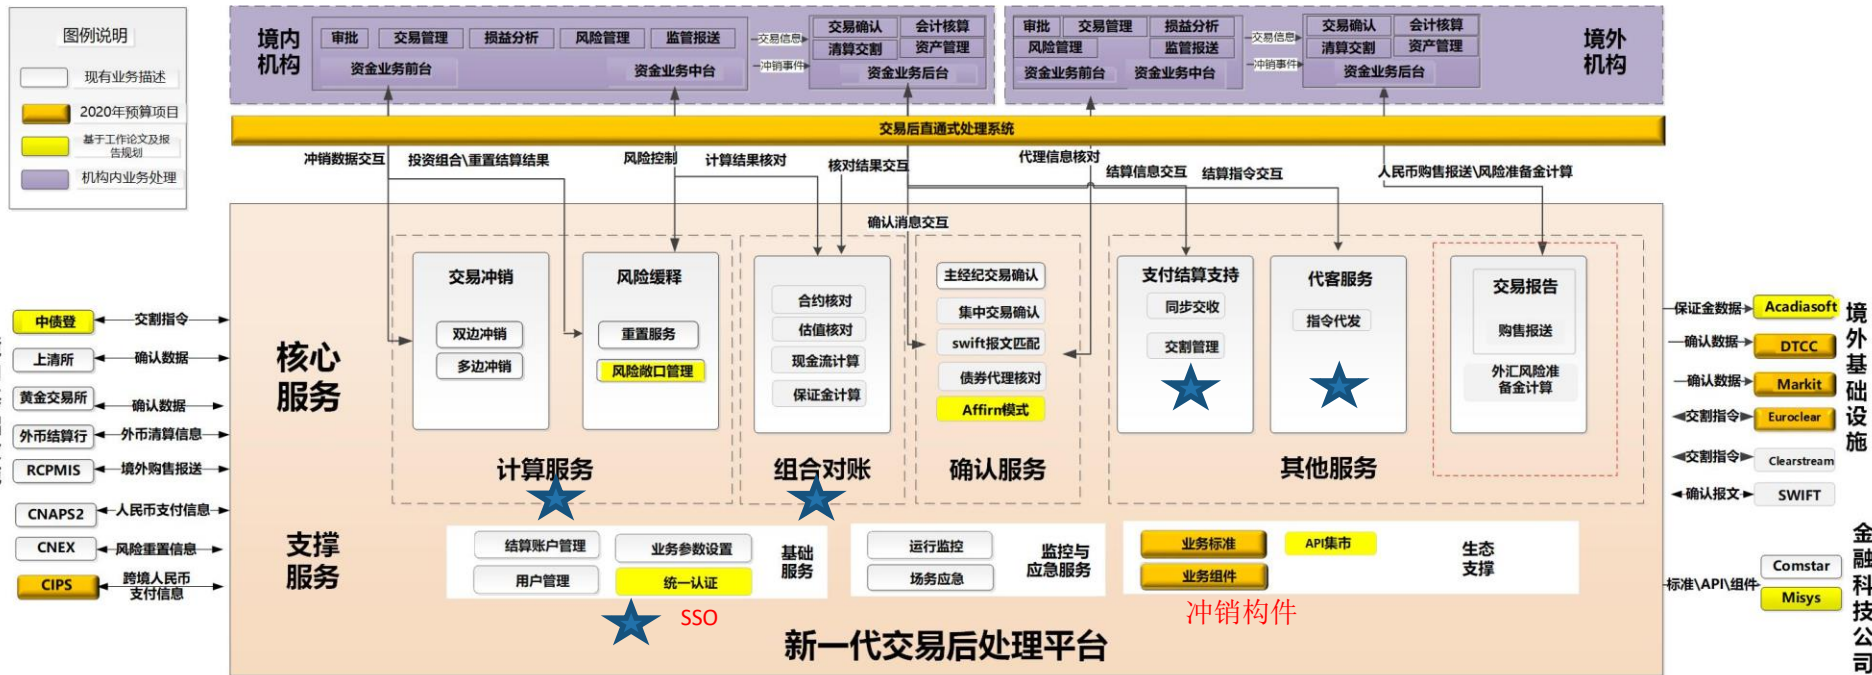 图例说明
现有业务描述
2020年预算项目
基于工作论文及报
告规划
机构内业务处理
境内
机构
审批
交易管理
损益分析
风险管理
监管报送
资金业务前台
资金业务中台
交易信息
冲销事件
交易确认
会计核算
清算交割
资产管理
资金业务后台
审批
交易管理
损益分析
风险管理
监管报送
资金业务前台
资金业务中台
交易信息
冲销事件
交易确认
会计核算
清算交割
资产管理
资金业务后台
境外
机构
交易后直通式处理系统
冲销数据交互
投资组合\重置结算结果
风险控制
计算结果核对
核对结果交互
代理信息核对
结算信息交互
结算指令交互
人民币购售报送\风险准备金计算
确认消息交互
核心
服务
交易冲销
双边冲销
多边冲销
风险缓释
重置服务
风险敞口管理
计算服务
合约核对
估值核对
现金流计算
保证金计算
组合对账
主经纪交易确认
集中交易确认
swift报文匹配
债券代理核对
Affirn模式
确认服务
支付结算支持
同步交收
交割管理
代客服务
指令代发
交易报告
购售报送
外汇风险准
备金计算
其他服务
中债登
交割指令
上清所
确认数据
黄金交易所
确认数据
外币结算行
外币清算信息
RCPMIS
境外购售报送
CNAPS2
人民币支付信息
CNEX
风险重置信息
CIPS
跨境人民币
支付信息
保证金数据
Acadiasoft
确认数据
DTCC
确认数据
Markit
交割指令
Euroclear
交割指令
Clearstream
确认报文
SWIFT
境外基础设施
标准\API\组件
Comstar
Misys
金融科技公司
支撑
服务
结算账户管理
业务参数设置
用户管理
统一认证
基础
服务
SSO
运行监控
场务应急
监控与
应急服务
业务标准
API集市
业务组件
生态
支撑
冲销构件
新一代交易后处理平台